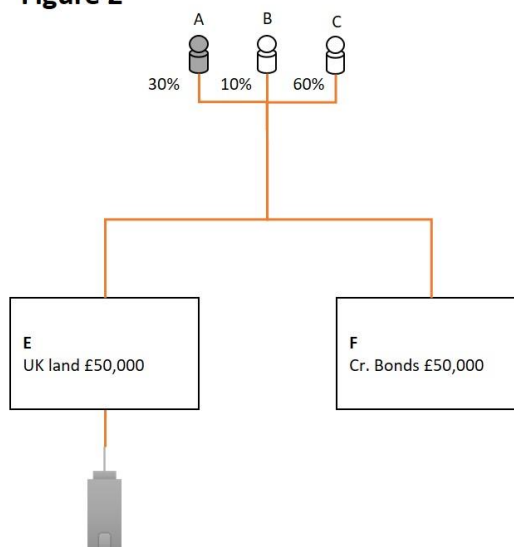 Figure 2
A B C
30% 10% 60%
E
UK land £50,000
F
Cr. Bonds £50,000